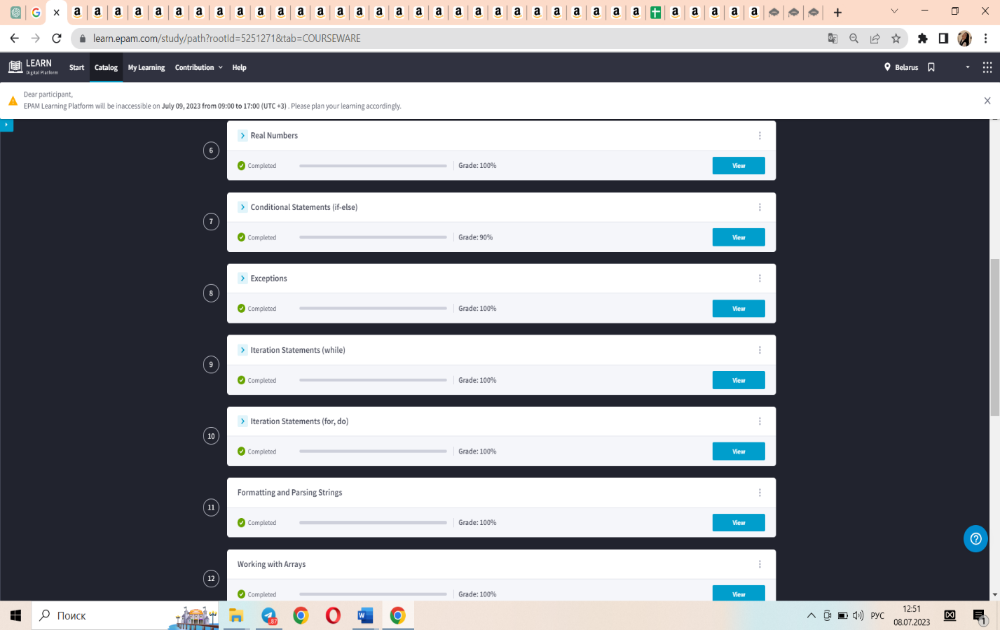 learn.epam.com/study/path?rootId=5251271&tab=COURSEWARE
LEARN
Digital Platform
Start Catalog My Learning Contribution Help
Belarus
Dear participant,
EPAM Learning Platform will be inaccessible on July 09, 2023 from 09:00 to 17:00 (UTC +3) . Please plan your learning accordingly.
Real Numbers
6
Completed Grade: 100% View
Conditional Statements (if-else)
7
Completed Grade: 90% View
Exceptions
8
Completed Grade: 100% View
Iteration Statements (while)
9
Completed Grade: 100% View
Iteration Statements (for, do)
10
Completed Grade: 100% View
Formatting and Parsing Strings
11
Completed Grade: 100% View
Working with Arrays
12
Completed Grade: 100% View
Поиск
87
РУС
12:51
08.07.2023
1